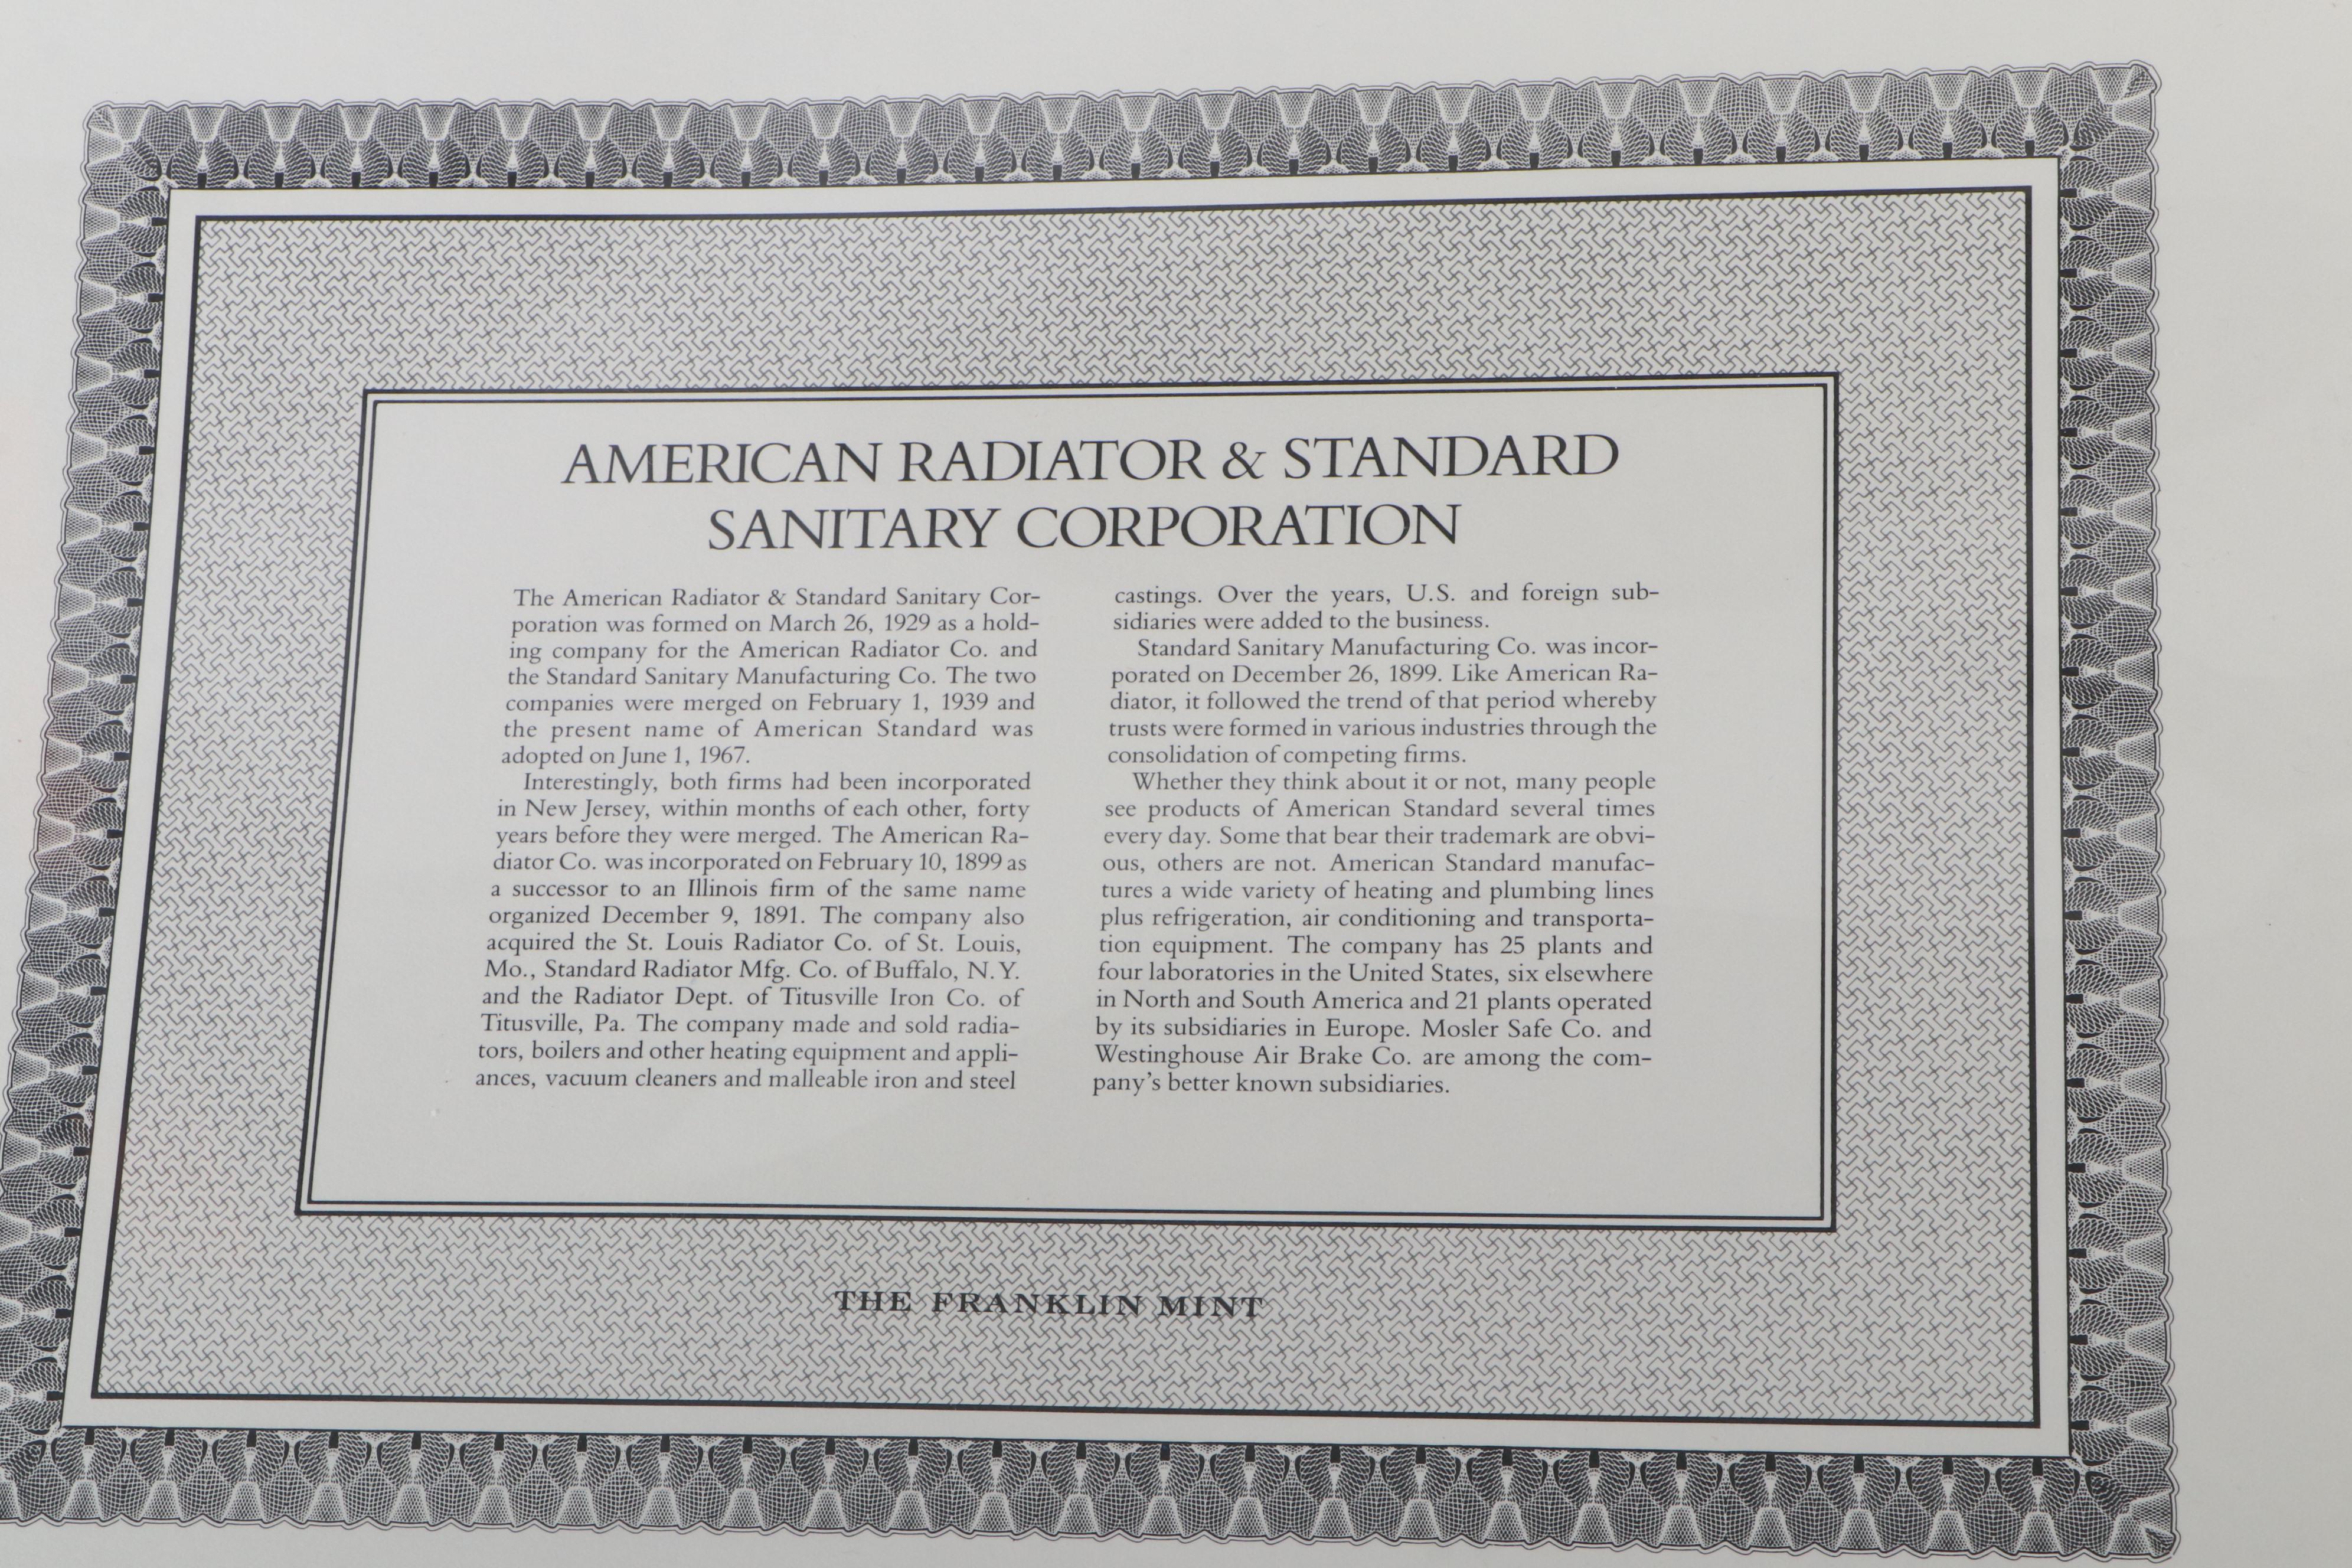 AMERICAN RADIATOR & STANDARD
SANITARY CORPORATION
The American Radiator & Standard Sanitary Cor-
poration was formed on March 26, 1929 as a hold-
ing company for the American Radiator Co. and
the Standard Sanitary Manufacturing Co. The two
companies were merged on February 1, 1939 and
the present name of American Standard was
adopted on June 1, 1967.
Interestingly, both firms had been incorporated
in New Jersey, within months of each other, forty
years before they were merged. The American Ra-
diator Co. was incorporated on February 10, 1899 as
a successor to an Illinois firm of the same name
organized December 9, 1891. The company also
acquired the St. Louis Radiator Co. of St. Louis,
Mo., Standard Radiator Mfg. Co. of Buffalo, N.Y.
and the Radiator Dept. of Titusville Iron Co. of
Titusville, Pa. The company made and sold radia-
tors, boilers and other heating equipment and appli-
ances, vacuum cleaners and malleable iron and steel
castings. Over the years, U.S. and foreign sub-
sidiaries were added to the business.
Standard Sanitary Manufacturing Co. was incor-
porated on December 26, 1899. Like American Ra-
diator, it followed the trend of that period whereby
trusts were formed in various industries through the
consolidation of competing firms.
Whether they think about it or not, many people
see products of American Standard several times
every day. Some that bear their trademark are obvi-
ous, others are not. American Standard manufac-
tures a wide variety of heating and plumbing lines
plus refrigeration, air conditioning and transporta-
tion equipment. The company has 25 plants and
four laboratories in the United States, six elsewhere
in North and South America and 21 plants operated
by its subsidiaries in Europe. Mosler Safe Co. and
Westinghouse Air Brake Co. are among the com-
pany's better known subsidiaries.
THE FRANKLIN MINT